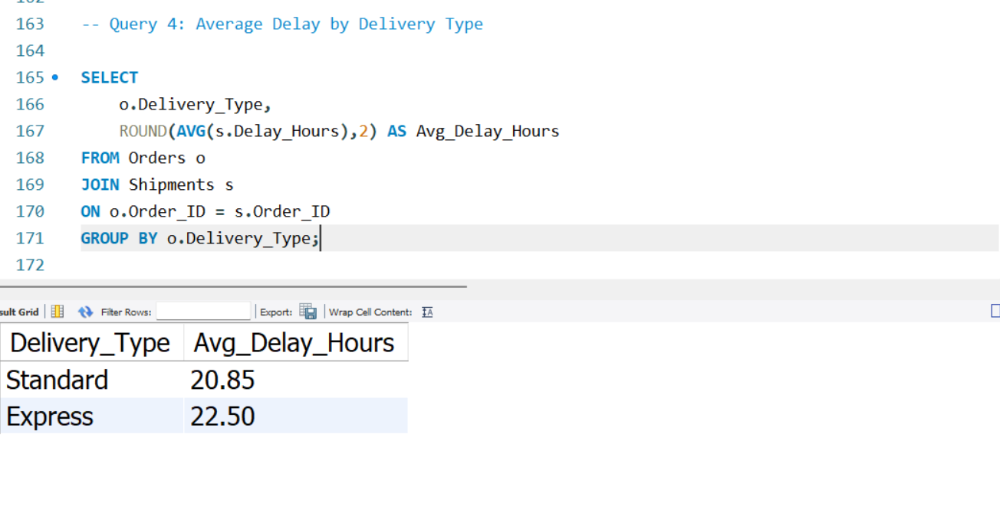 163 -- Query 4: Average Delay by Delivery Type
164
165 SELECT
166 o.Delivery_Type,
167 ROUND(AVG(s.Delay_Hours),2) AS Avg_Delay_Hours
168 FROM Orders o
169 JOIN Shipments s
170 ON o.Order_ID = s.Order_ID
171 GROUP BY o.Delivery_Type;
172
sult Grid Filter Rows: Export: Wrap Cell Content: IA
Delivery_Type Avg_Delay_Hours
Standard 20.85
Express 22.50